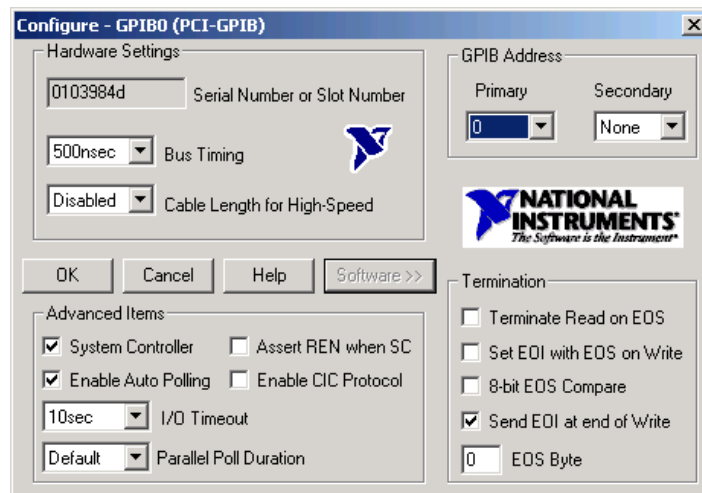 Configure - GPIB0 (PCI-GPIB)
Hardware Settings
0103984d Serial Number or Slot Number
500nsec Bus Timing
Disabled Cable Length for High-Speed
GPIB Address
Primary Secondary
0 None
NATIONAL
INSTRUMENTS
The Software is the Instrument
OK Cancel Help Software >>
Advanced Items
System Controller Assert REN when SC
Enable Auto Polling Enable CIC Protocol
10sec I/O Timeout
Default Parallel Poll Duration
Termination
Terminate Read on EOS
Set EOI with EOS on Write
8-bit EOS Compare
Send EOI at end of Write
0 EOS Byte